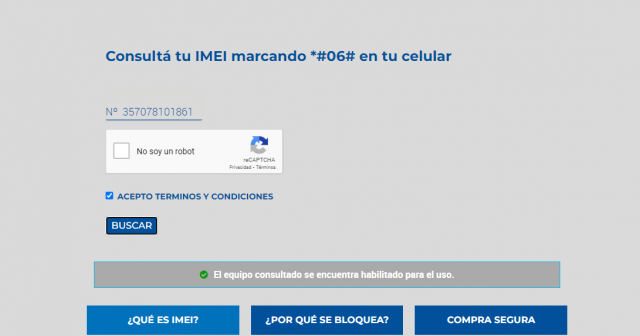 Consultá tu IMEI marcando *#06# en tu celular
Nº 357078101861
No soy un robot
reCAPTCHA
Privacidad - Términos
ACEPTO TERMINOS Y CONDICIONES
BUSCAR
El equipo consultado se encuentra habilitado para el uso.
¿QUÉ ES IMEI?
¿POR QUÉ SE BLOQUEA?
COMPRA SEGURA